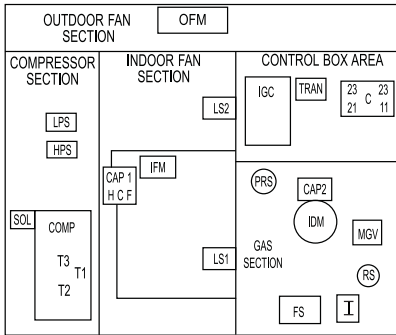 OUTDOOR FAN
SECTION
OFM
COMPRESSOR
SECTION
LPS
HPS
SOL
COMP
T3
T1
T2
INDOOR FAN
SECTION
LS2
IFM
CAP 1
H C F
LS1
CONTROL BOX AREA
IGC
TRAN
23 23
C
21 11
PRS
CAP2
IDM
MGV
GAS
SECTION
RS
FS
I